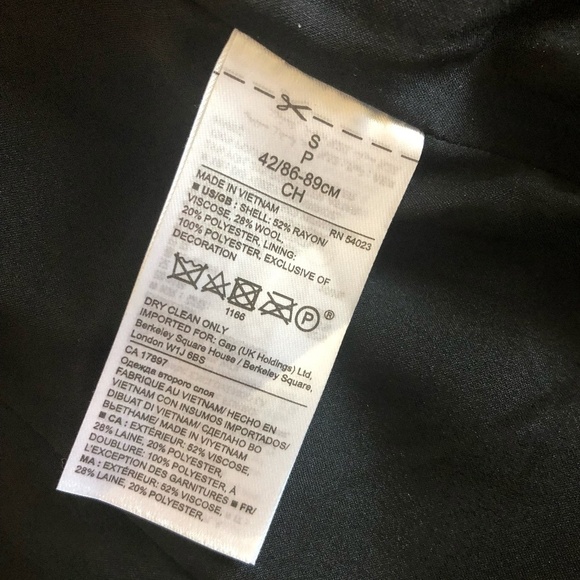 S
P
42/86-89CM
CH
MADE IN VIETNAM RN 54023
■ US/GB : SHELL: 52% RAYON/
VISCOSE, 28% WOOL,
20% POLYESTER, LINING:
100% POLYESTER, EXCLUSIVE OF
DECORATION
P ®
1166
DRY CLEAN ONLY
IMPORTED FOR: Gap (UK Holdings) Ltd,
Berkeley Square House / Berkeley Square,
London W1J 6BS
CA 17897
Одежда второго слоя
FABRIQUE AU VIETNAM/ HECHO EN
VIETNAM CON INSUMOS IMPORTADOS/
DIBUAT DI VIETNAM/ СДЕЛАНО ВО
ВЬЕТНАМЕ/ MADE IN VIYETNAM
■ CA : EXTÉRIEUR: 52% VISCOSE,
28% LAINE, 20% POLYESTER,
DOUBLURE: 100% POLYESTER, À
L'EXCEPTION DES GARNITURES ■ FR/
MA : EXTÉRIEUR: 52% VISCOSE,
28% LAINE, 20% POLYESTER,